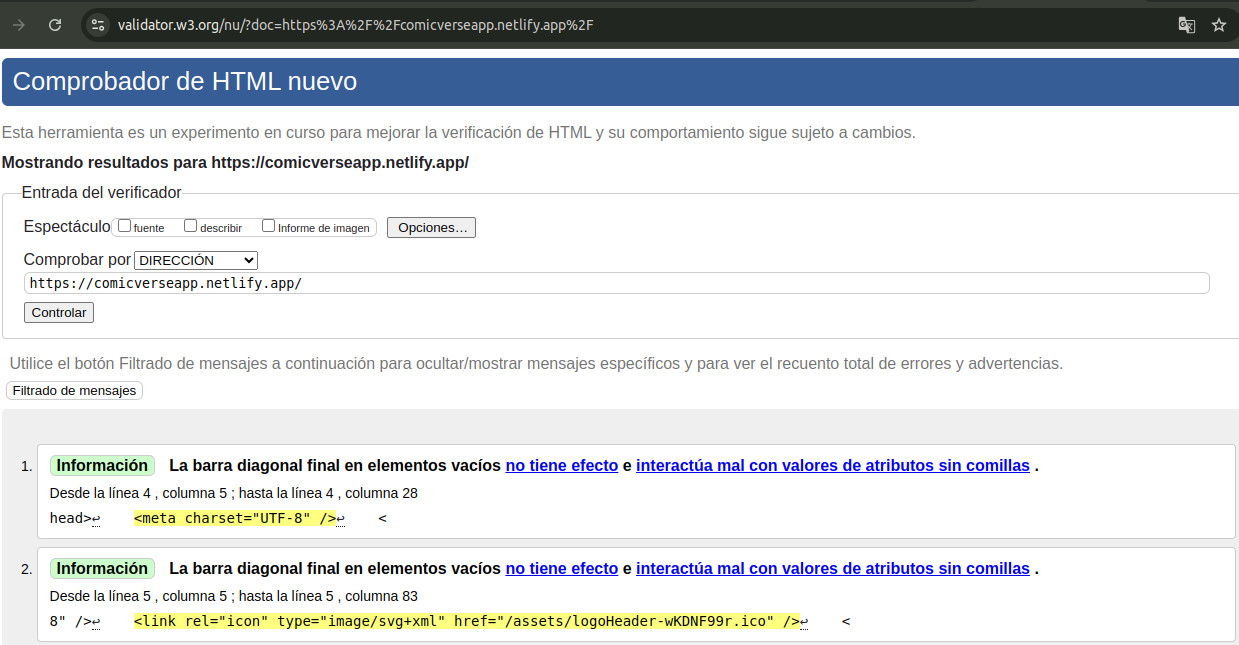 validator.w3.org/nu/?doc=https%3A%2F%2Fcomicverseapp.netlify.app%2F
Comprobador de HTML nuevo
Esta herramienta es un experimento en curso para mejorar la verificación de HTML y su comportamiento sigue sujeto a cambios.
Mostrando resultados para https://comicverseapp.netlify.app/
Entrada del verificador
Espectáculo fuente describir Informe de imagen Opciones...
Comprobar por DIRECCIÓN
https://comicverseapp.netlify.app/
Controlar
Utilice el botón Filtrado de mensajes a continuación para ocultar/mostrar mensajes específicos y para ver el recuento total de errores y advertencias.
Filtrado de mensajes
1. Información La barra diagonal final en elementos vacíos no tiene efecto e interactúa mal con valores de atributos sin comillas .
Desde la línea 4 , columna 5 ; hasta la línea 4 , columna 28
head>↩ <meta charset="UTF-8" />↩ <
2. Información La barra diagonal final en elementos vacíos no tiene efecto e interactúa mal con valores de atributos sin comillas .
Desde la línea 5 , columna 5 ; hasta la línea 5 , columna 83
8" />↩ <link rel="icon" type="image/svg+xml" href="/assets/logoHeader-wKDNF99r.ico" />↩ <